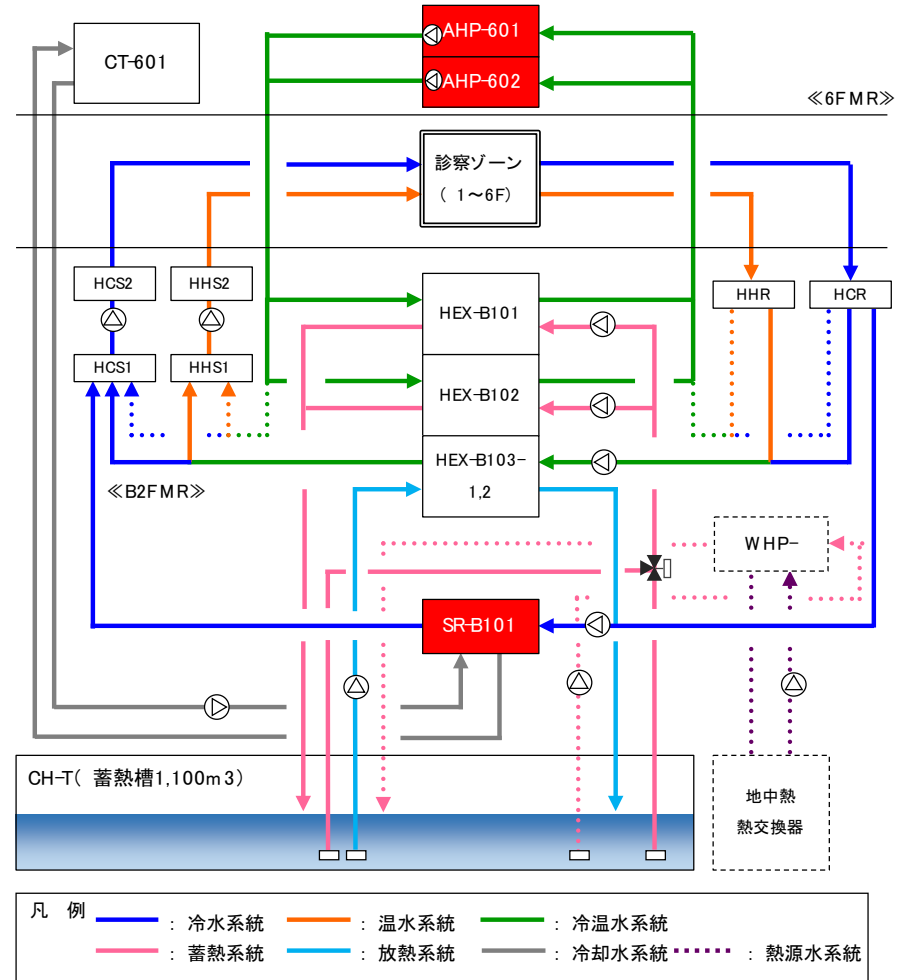 CT-601
AHP-601
AHP-602
≪6FMR≫
診察ゾーン
( 1～6F)
HCS2
HHS2
HHR
HCR
HEX-B101
HCS1
HHS1
HEX-B102
HEX-B103-
1,2
≪B2FMR≫
WHP-
SR-B101
CH-T( 蓄熱槽1,100m3)
地中熱
熱交換器
凡 例
: 冷水系統
: 温水系統
: 冷温水系統
: 蓄熱系統
: 放熱系統
: 冷却水系統
: 熱源水系統